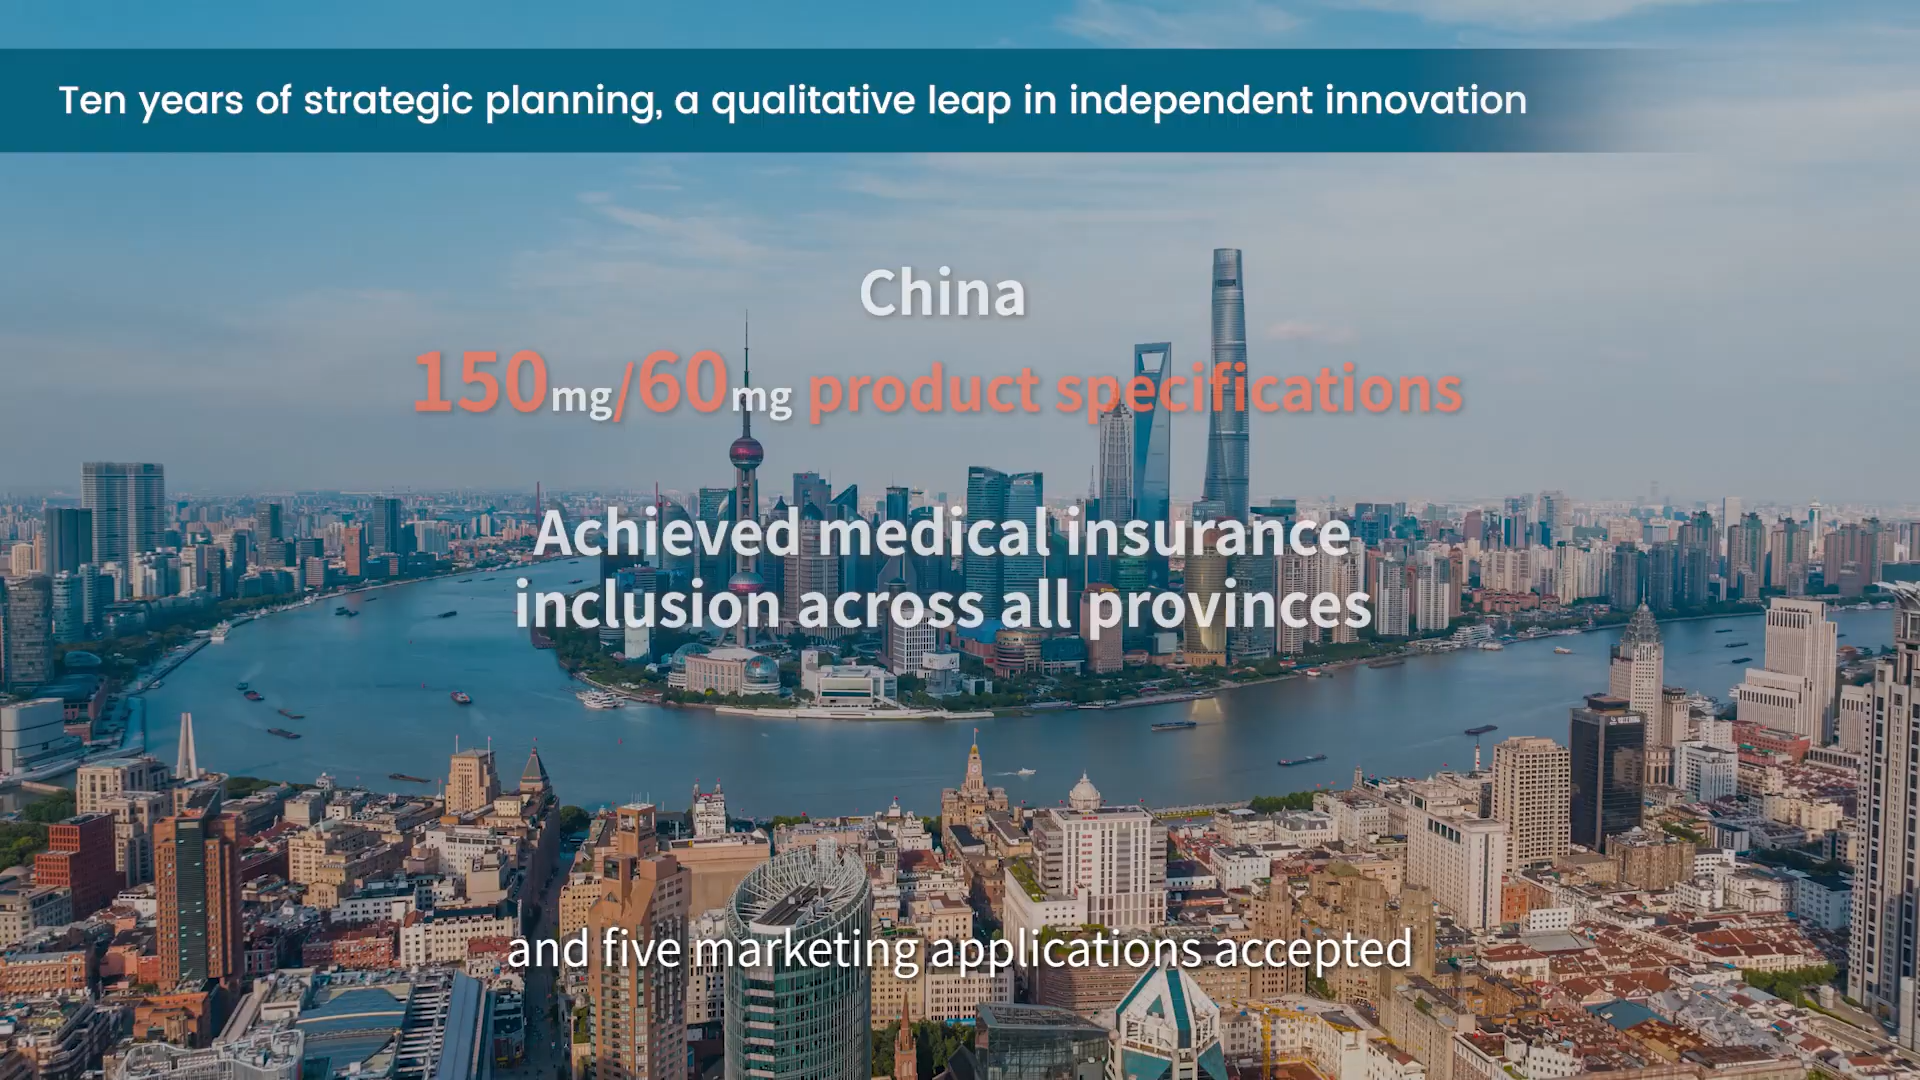 Ten years of strategic planning, a qualitative leap in independent innovation
China
150mg/60mg product specifications
Achieved medical insurance
inclusion across all provinces
and five marketing applications accepted